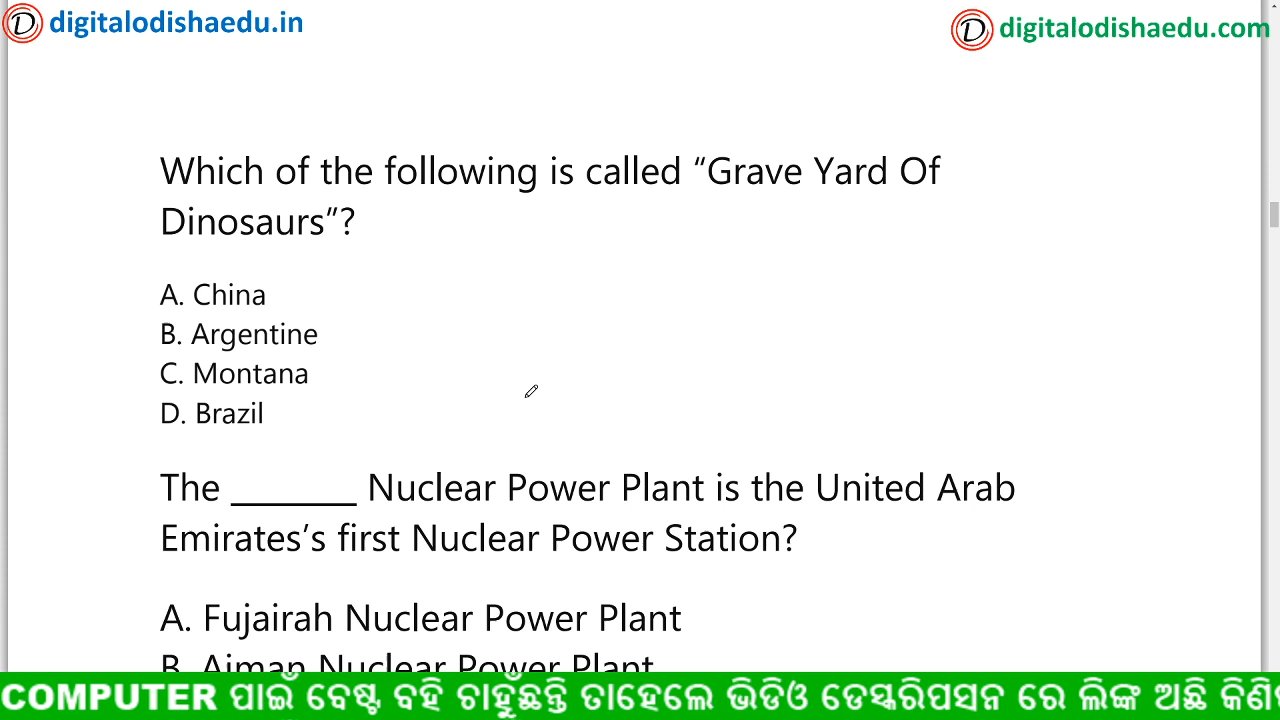 digitalodishaedu.in
digitalodishaedu.com
Which of the following is called “Grave Yard Of
Dinosaurs”?
A. China
B. Argentine
C. Montana
D. Brazil
The _______ Nuclear Power Plant is the United Arab
Emirates’s first Nuclear Power Station?
A. Fujairah Nuclear Power Plant
B. Ajman Nuclear Power Plant
COMPUTER ପାଇଁ ବେଷ୍ଟ ବହି ଚାହୁଁଛନ୍ତି ତାହେଲେ ଭିଡିଓ ଡେସ୍କରିପସନ ରେ ଲିଙ୍କ ଅଛି